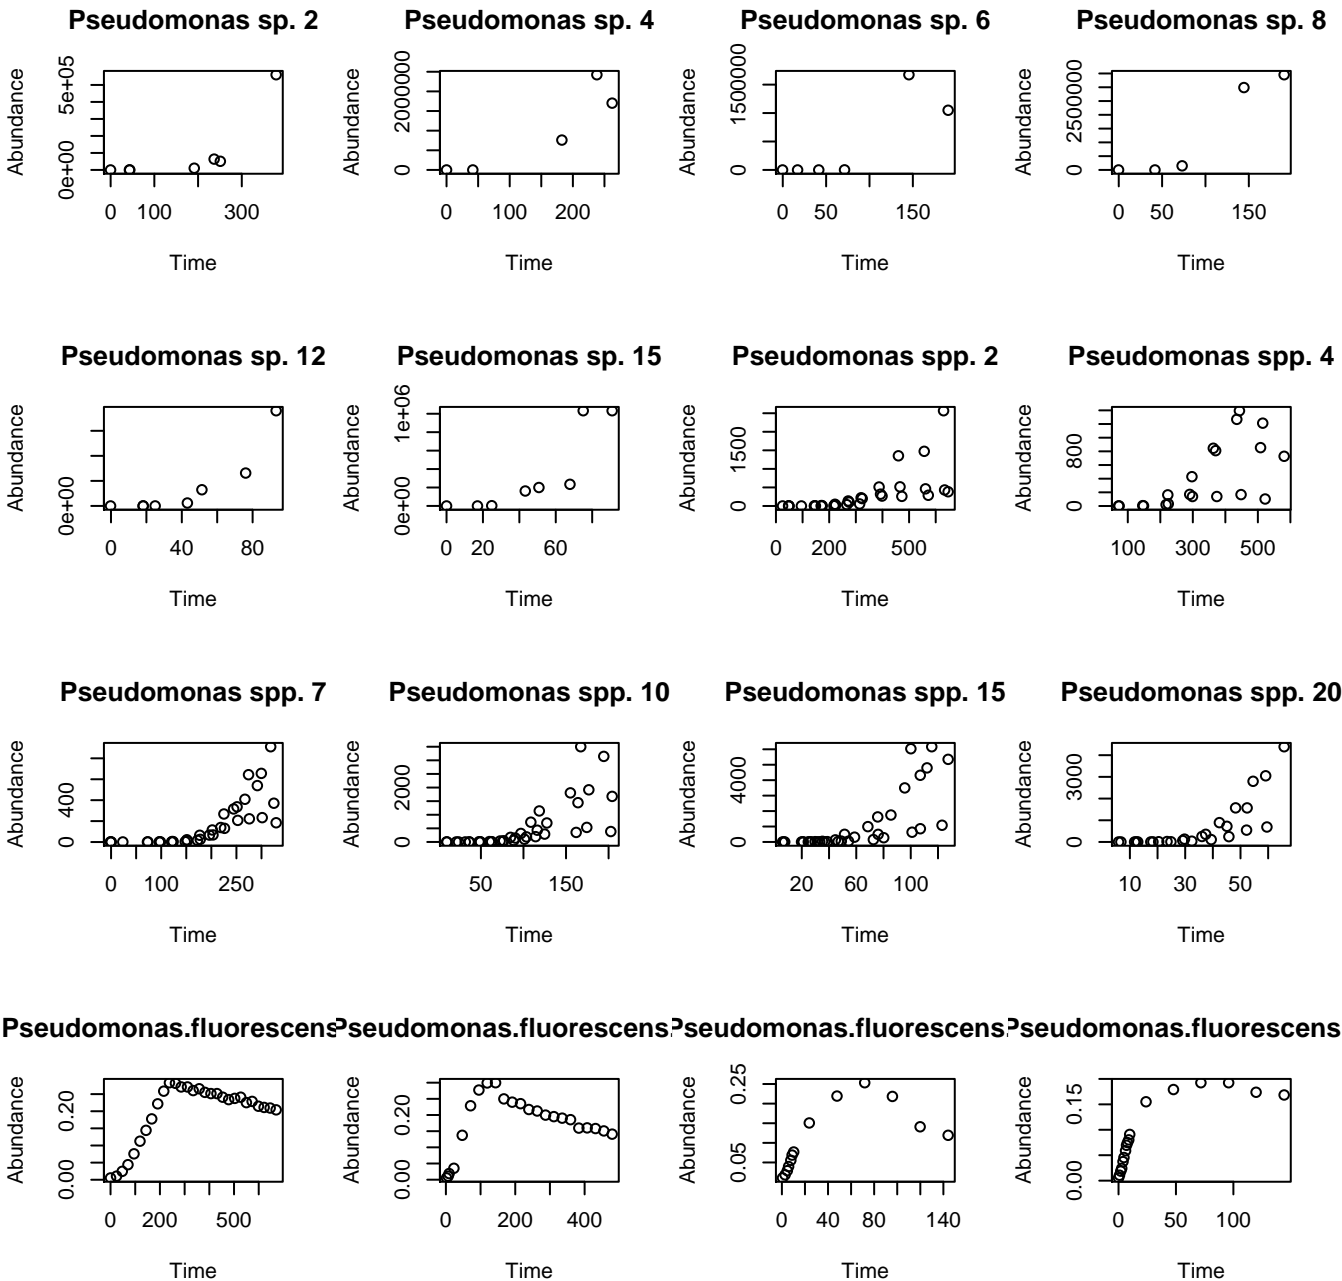 Pseudomonas sp. 2
Abundance
0e+00 5e+05
0 100 300
Time
Pseudomonas sp. 4
Abundance
0 2000000
0 100 200
Time
Pseudomonas sp. 6
Abundance
0 1500000
0 50 150
Time
Pseudomonas sp. 8
Abundance
0 2500000
0 50 150
Time
Pseudomonas sp. 12
Abundance
0e+00
0 40 80
Time
Pseudomonas sp. 15
Abundance
0e+00 1e+06
0 20 60
Time
Pseudomonas spp. 2
Abundance
0 1500
0 200 500
Time
Pseudomonas spp. 4
Abundance
0 800
100 300 500
Time
Pseudomonas spp. 7
Abundance
0 400
0 100 250
Time
Pseudomonas spp. 10
Abundance
0 2000
50 150
Time
Pseudomonas spp. 15
Abundance
0 4000
20 60 100
Time
Pseudomonas spp. 20
Abundance
0 3000
10 30 50
Time
Pseudomonas.fluorescens
Abundance
0.00 0.20
0 200 500
Time
Pseudomonas.fluorescens.
Abundance
0.00 0.20
0 200 400
Time
Pseudomonas.fluorescens.
Abundance
0.05 0.25
0 40 80 140
Time
Pseudomonas.fluorescens
Abundance
0.00 0.15
0 50 100
Time